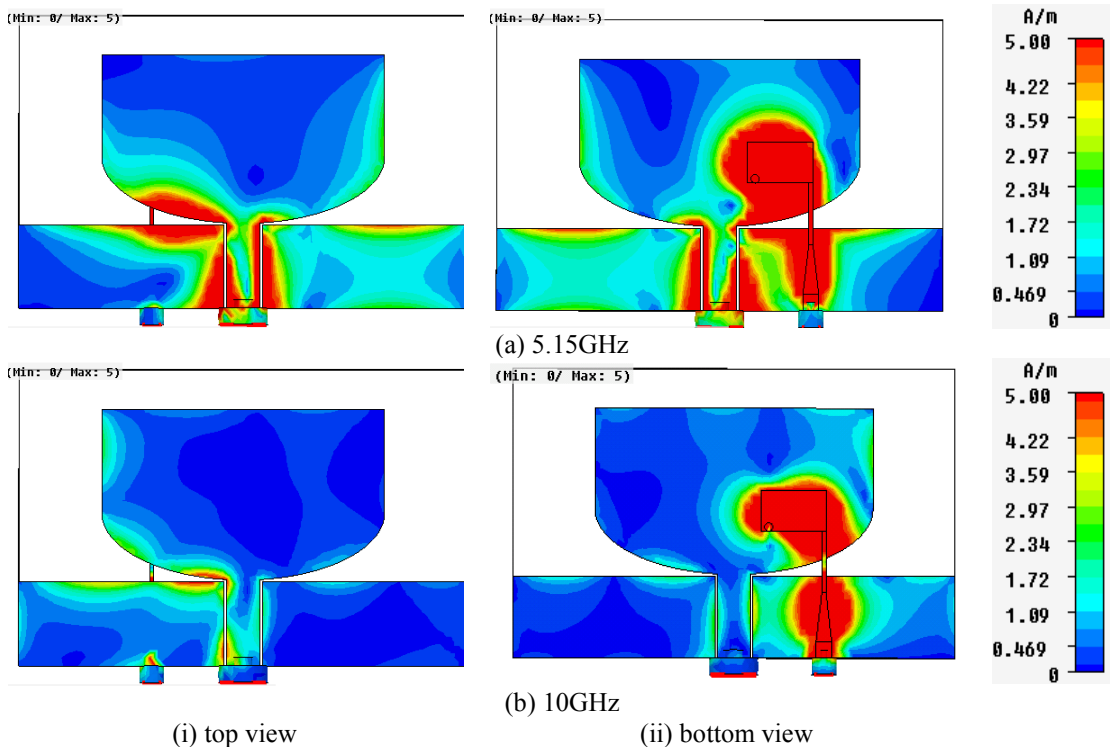 (Min: 0/ Max: 5)
(Min: 0/ Max: 5)
A/m
5.00
4.22
3.59
2.97
2.34
1.72
1.09
0.469
0
(a) 5.15GHz
(Min: 0/ Max: 5)
(Min: 0/ Max: 5)
A/m
5.00
4.22
3.59
2.97
2.34
1.72
1.09
0.469
0
(b) 10GHz
(i) top view
(ii) bottom view